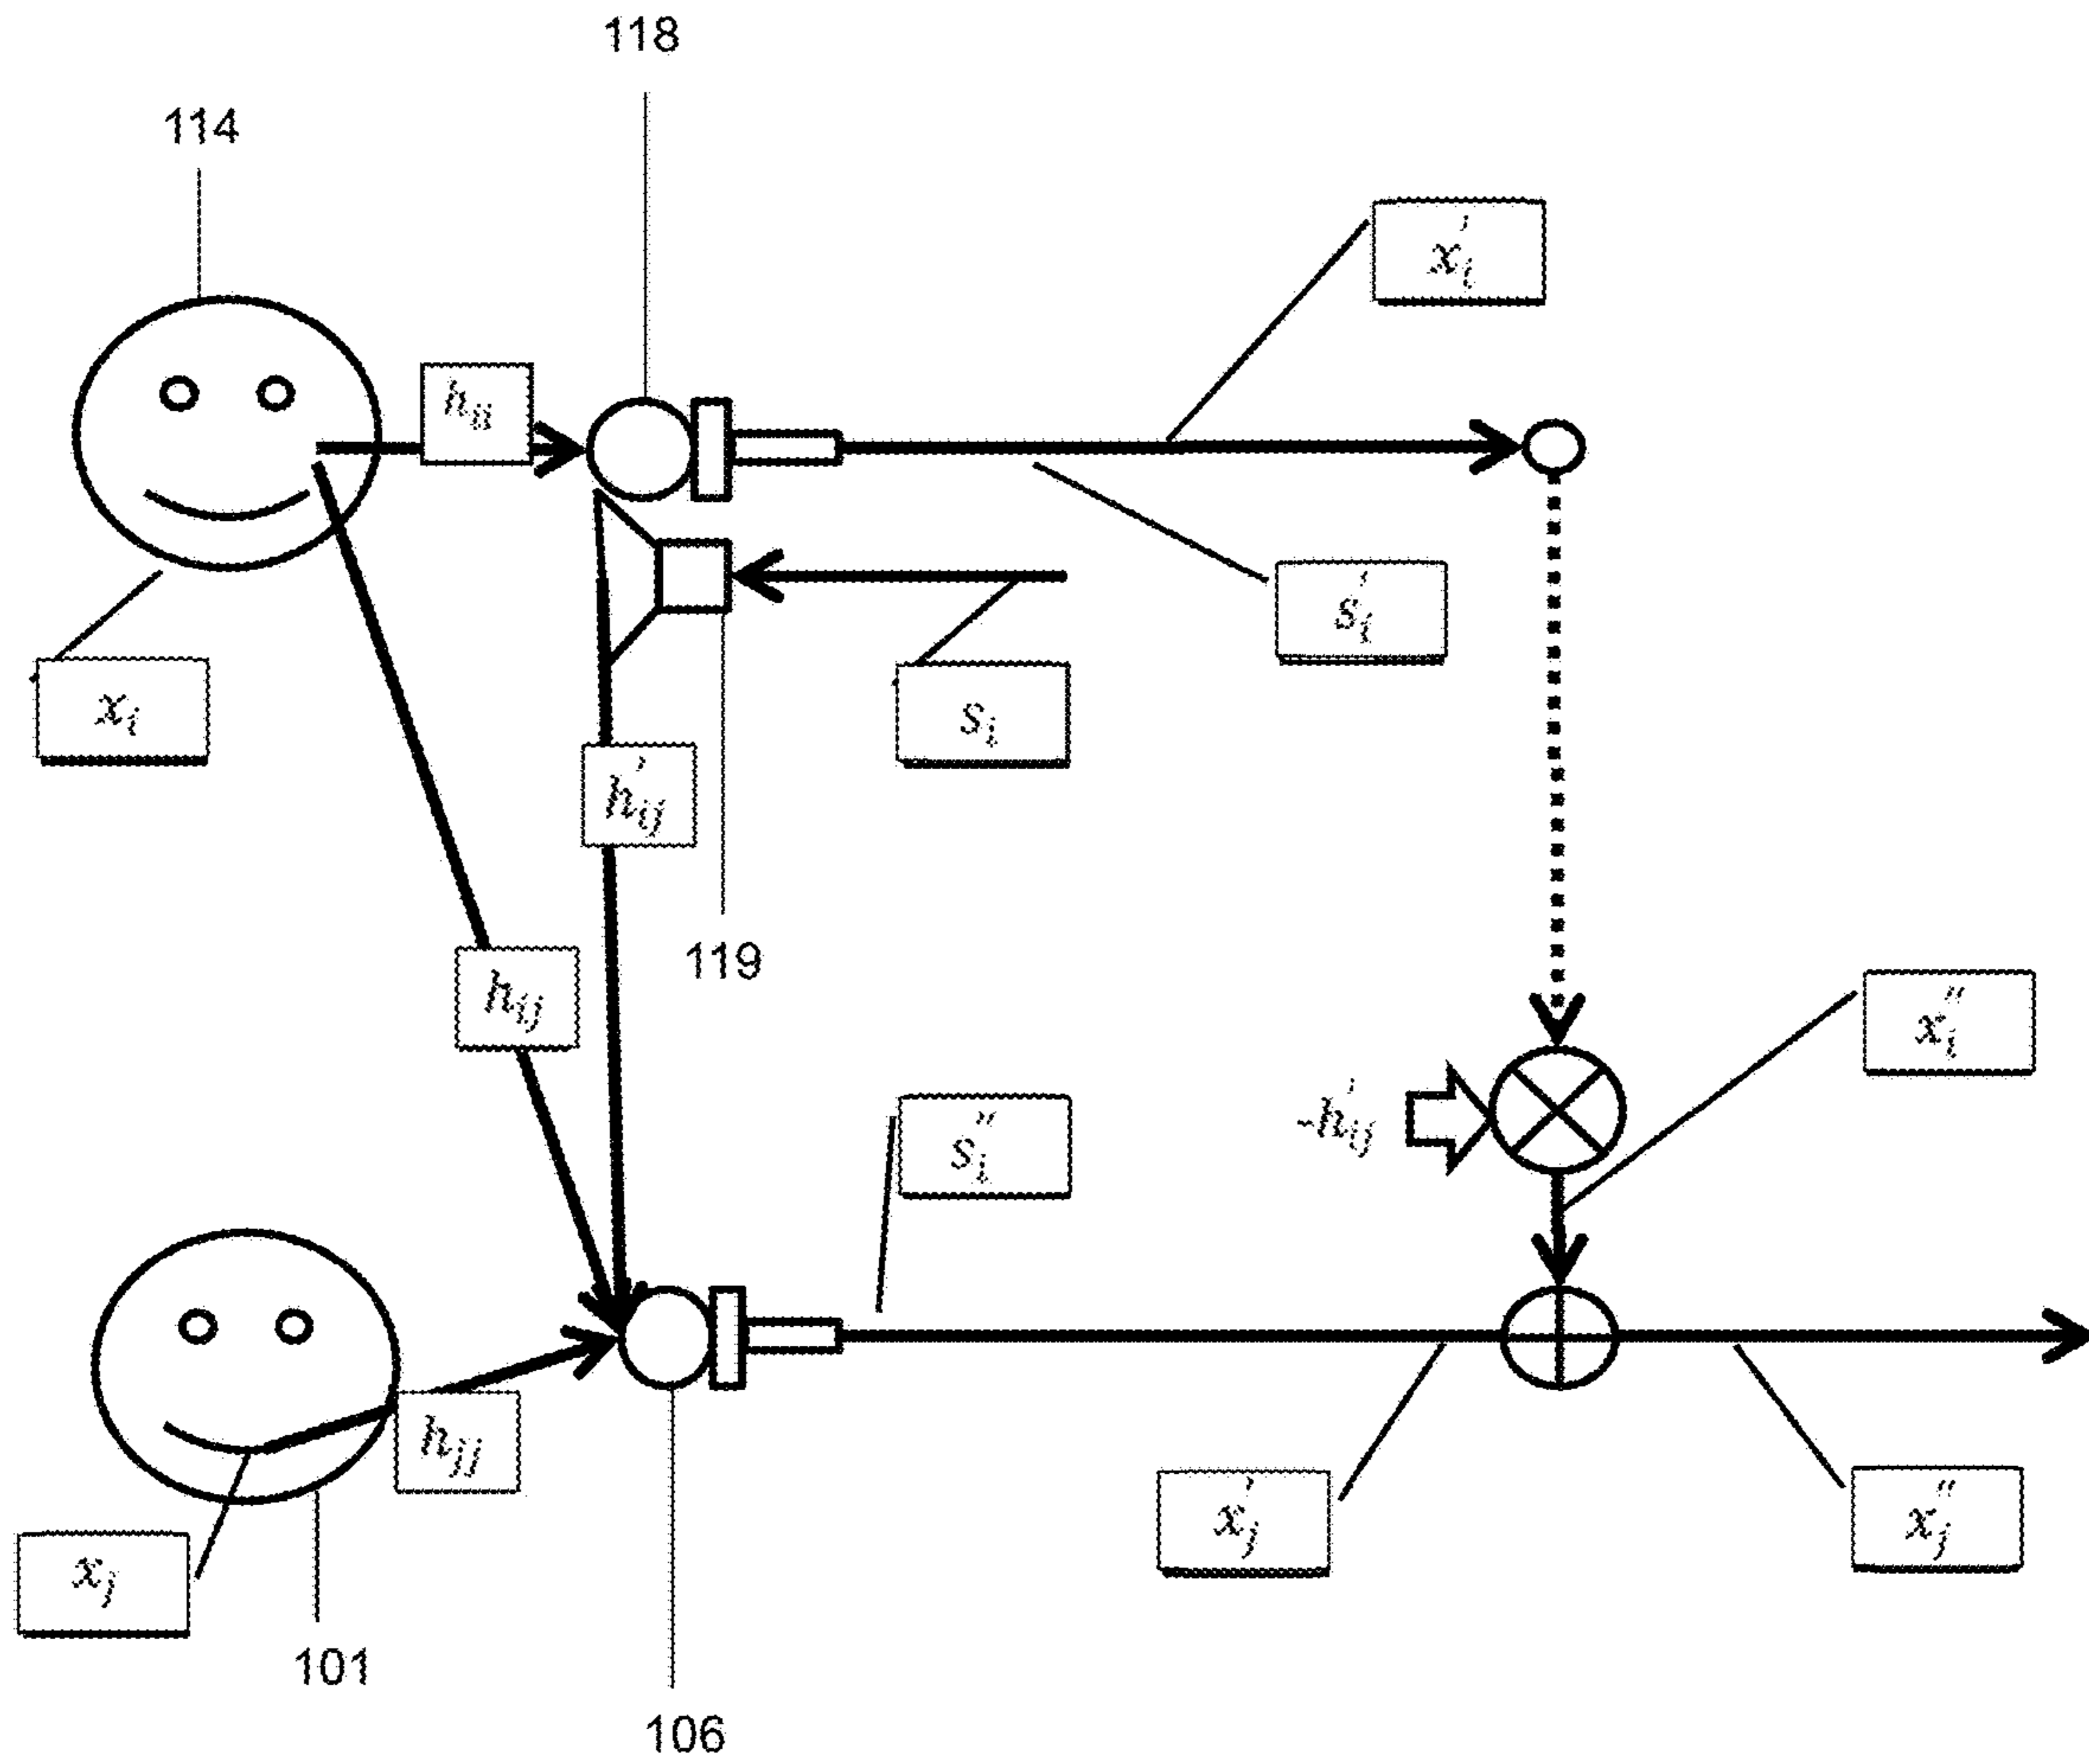 118
114
x'ᵢ
hᵢᵢ
s'ᵢ
xᵢ
sᵢ
h'ᵢⱼ
119
hᵢⱼ
x''ᵢ
s''ᵢ
-h'ᵢⱼ
hⱼⱼ
x'ⱼ
x''ⱼ
xⱼ
101
106